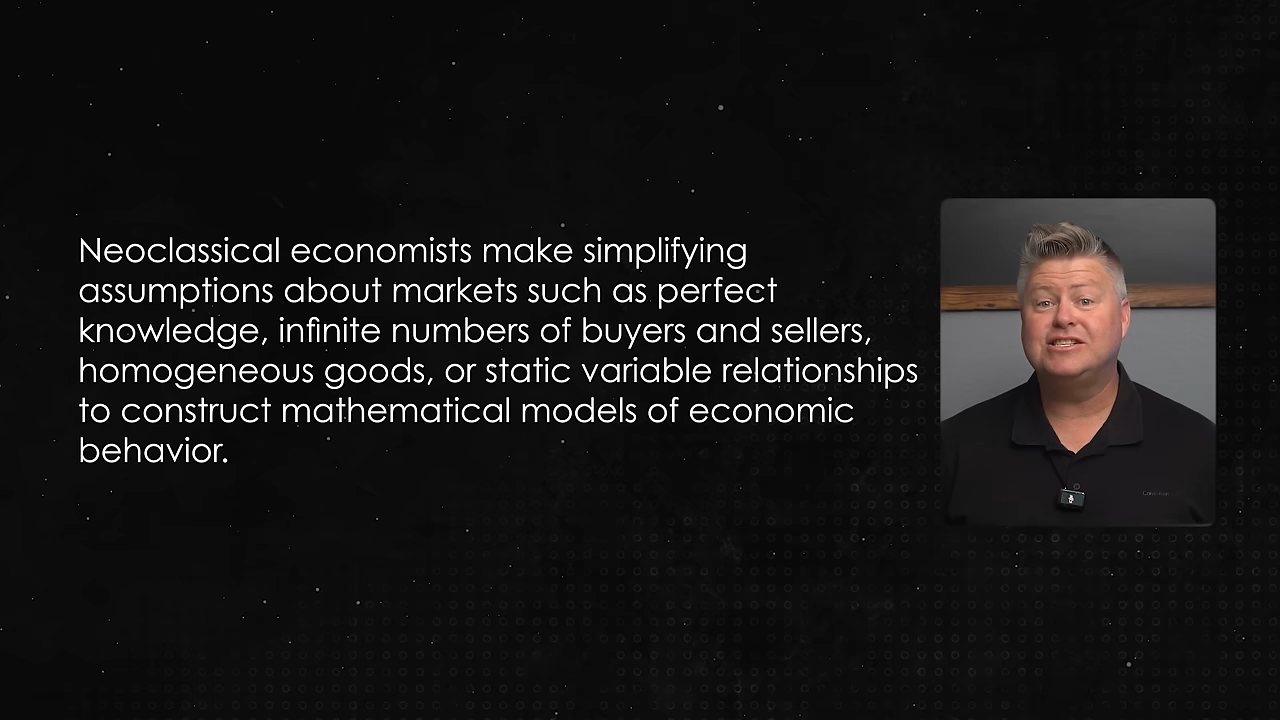 Neoclassical economists make simplifying
assumptions about markets such as perfect
knowledge, infinite numbers of buyers and sellers,
homogeneous goods, or static variable relationships
to construct mathematical models of economic
behavior.